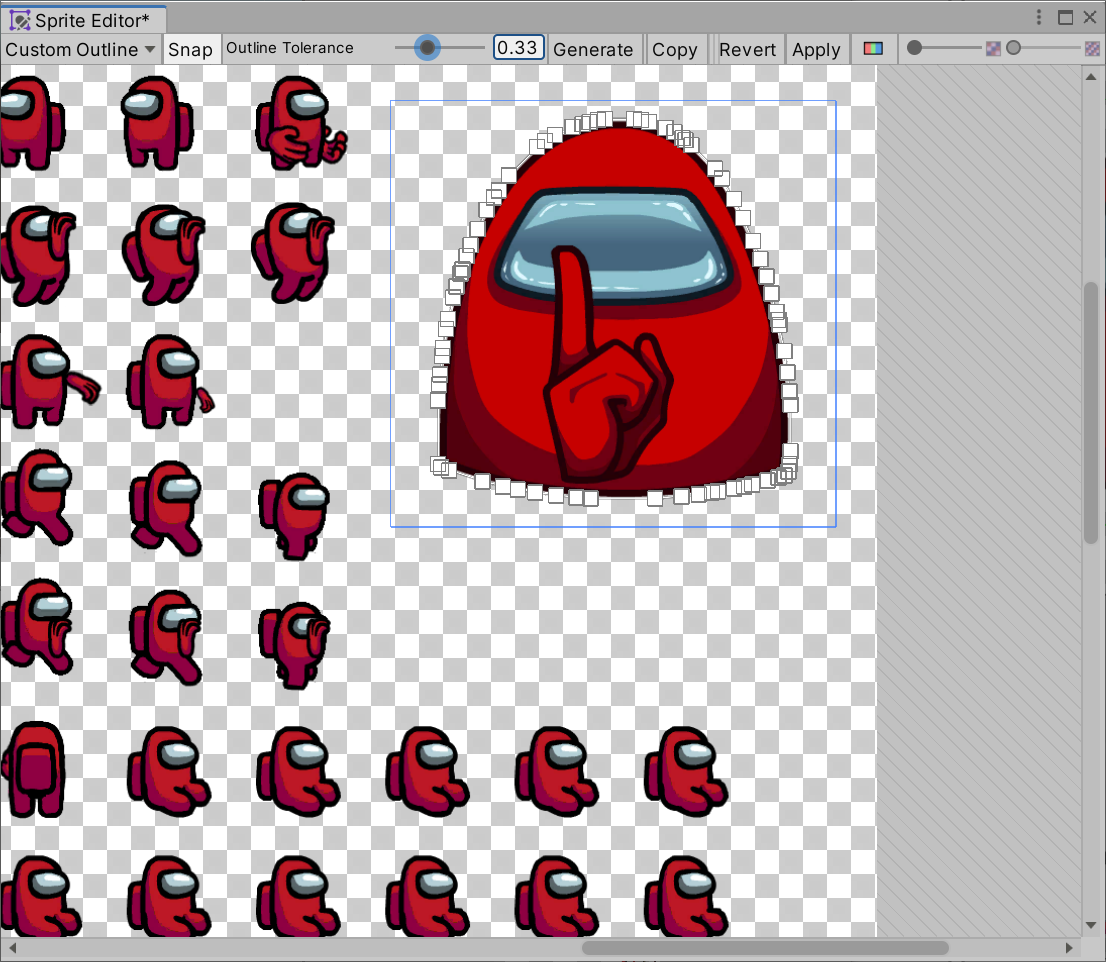 Sprite Editor*
Custom Outline Snap Outline Tolerance 0.33 Generate Copy Revert Apply